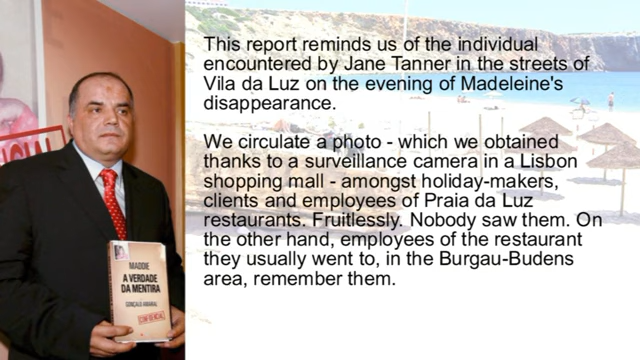 This report reminds us of the individual
encountered by Jane Tanner in the streets of
Vila da Luz on the evening of Madeleine's
disappearance.
We circulate a photo - which we obtained
thanks to a surveillance camera in a Lisbon
shopping mall - amongst holiday-makers,
clients and employees of Praia da Luz
restaurants. Fruitlessly. Nobody saw them. On
the other hand, employees of the restaurant
they usually went to, in the Burgau-Budens
area, remember them.
MADDIE
A VERDADE
DA MENTIRA
GONÇALO AMARAL